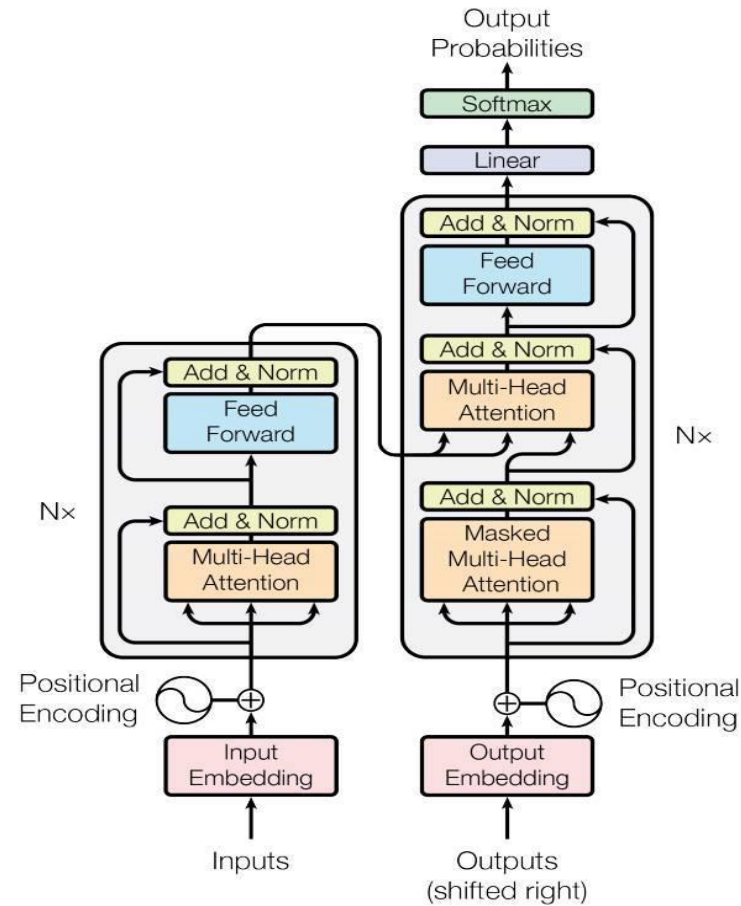 Output
Probabilities
Softmax
Linear
Add & Norm
Feed
Forward
Add & Norm
Multi-Head
Attention
Add & Norm
Masked
Multi-Head
Attention
N×
Add & Norm
Feed
Forward
Add & Norm
Multi-Head
Attention
N×
Positional
Encoding
Positional
Encoding
Input
Embedding
Output
Embedding
Inputs
Outputs
(shifted right)